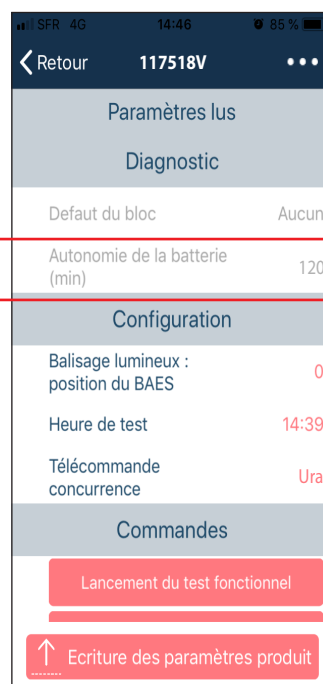 SFR 4G 14:46 85 %
Retour 117518V
Paramètres lus
Diagnostic
Defaut du bloc Aucun
Autonomie de la batterie
(min) 120
Configuration
Balisage lumineux :
position du BAES 0
Heure de test 14:39
Télécommande
concurrence Ura
Commandes
Lancement du test fonctionnel
Ecriture des paramètres produit